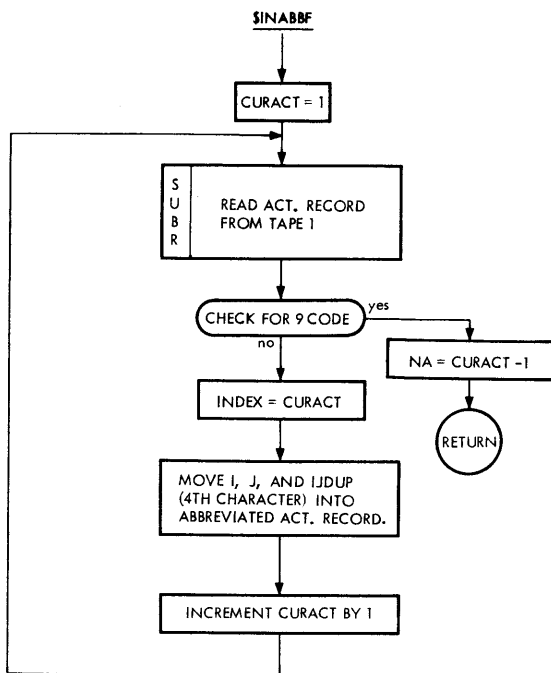 $INABBF
CURACT = 1
SUBR
READ ACT. RECORD
FROM TAPE 1
CHECK FOR 9 CODE
yes
no
NA = CURACT -1
INDEX = CURACT
RETURN
MOVE I, J, AND IJDUP
(4TH CHARACTER) INTO
ABBREVIATED ACT. RECORD.
INCREMENT CURACT BY 1